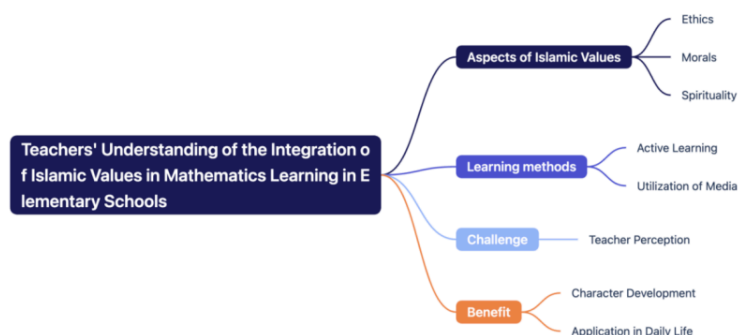 Teachers' Understanding of the Integration o
f Islamic Values in Mathematics Learning in E
lementary Schools
Aspects of Islamic Values
Ethics
Morals
Spirituality
Learning methods
Active Learning
Utilization of Media
Challenge
Teacher Perception
Benefit
Character Development
Application in Daily Life